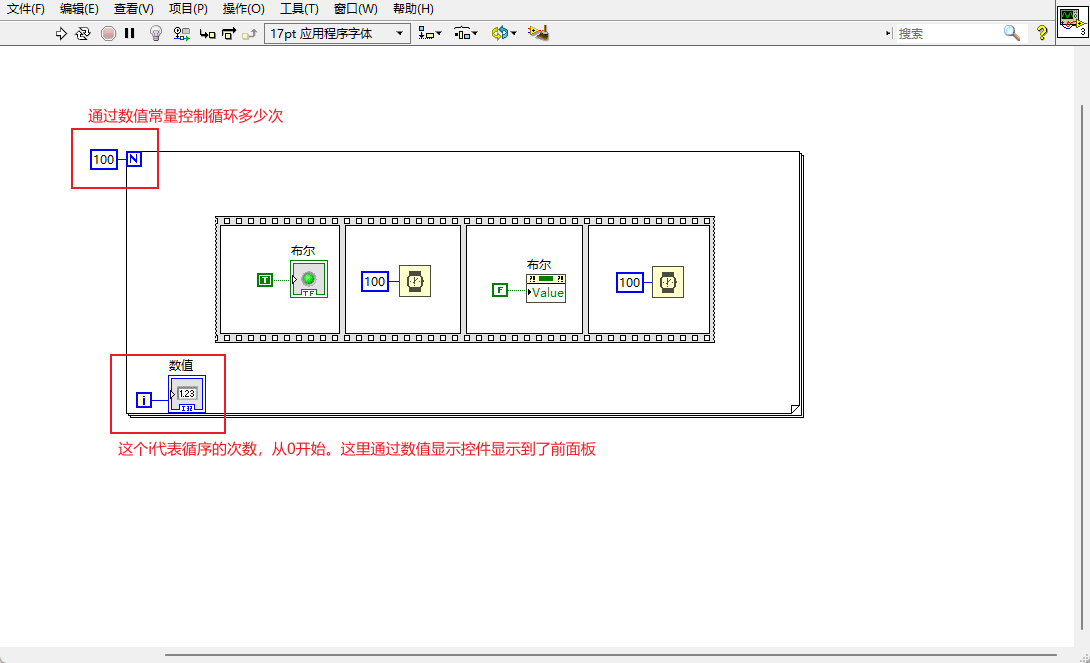 文件(F) 编辑(E) 查看(V) 项目(P) 操作(O) 工具(T) 窗口(W) 帮助(H)
17pt 应用程序字体
搜索
?
3
通过数值常量控制循环多少次
100 N
布尔
T
TF
100
布尔
?! ?!
F Value
100
数值
i 1.23
I32
这个i代表循序的次数，从0开始。这里通过数值显示控件显示到了前面板